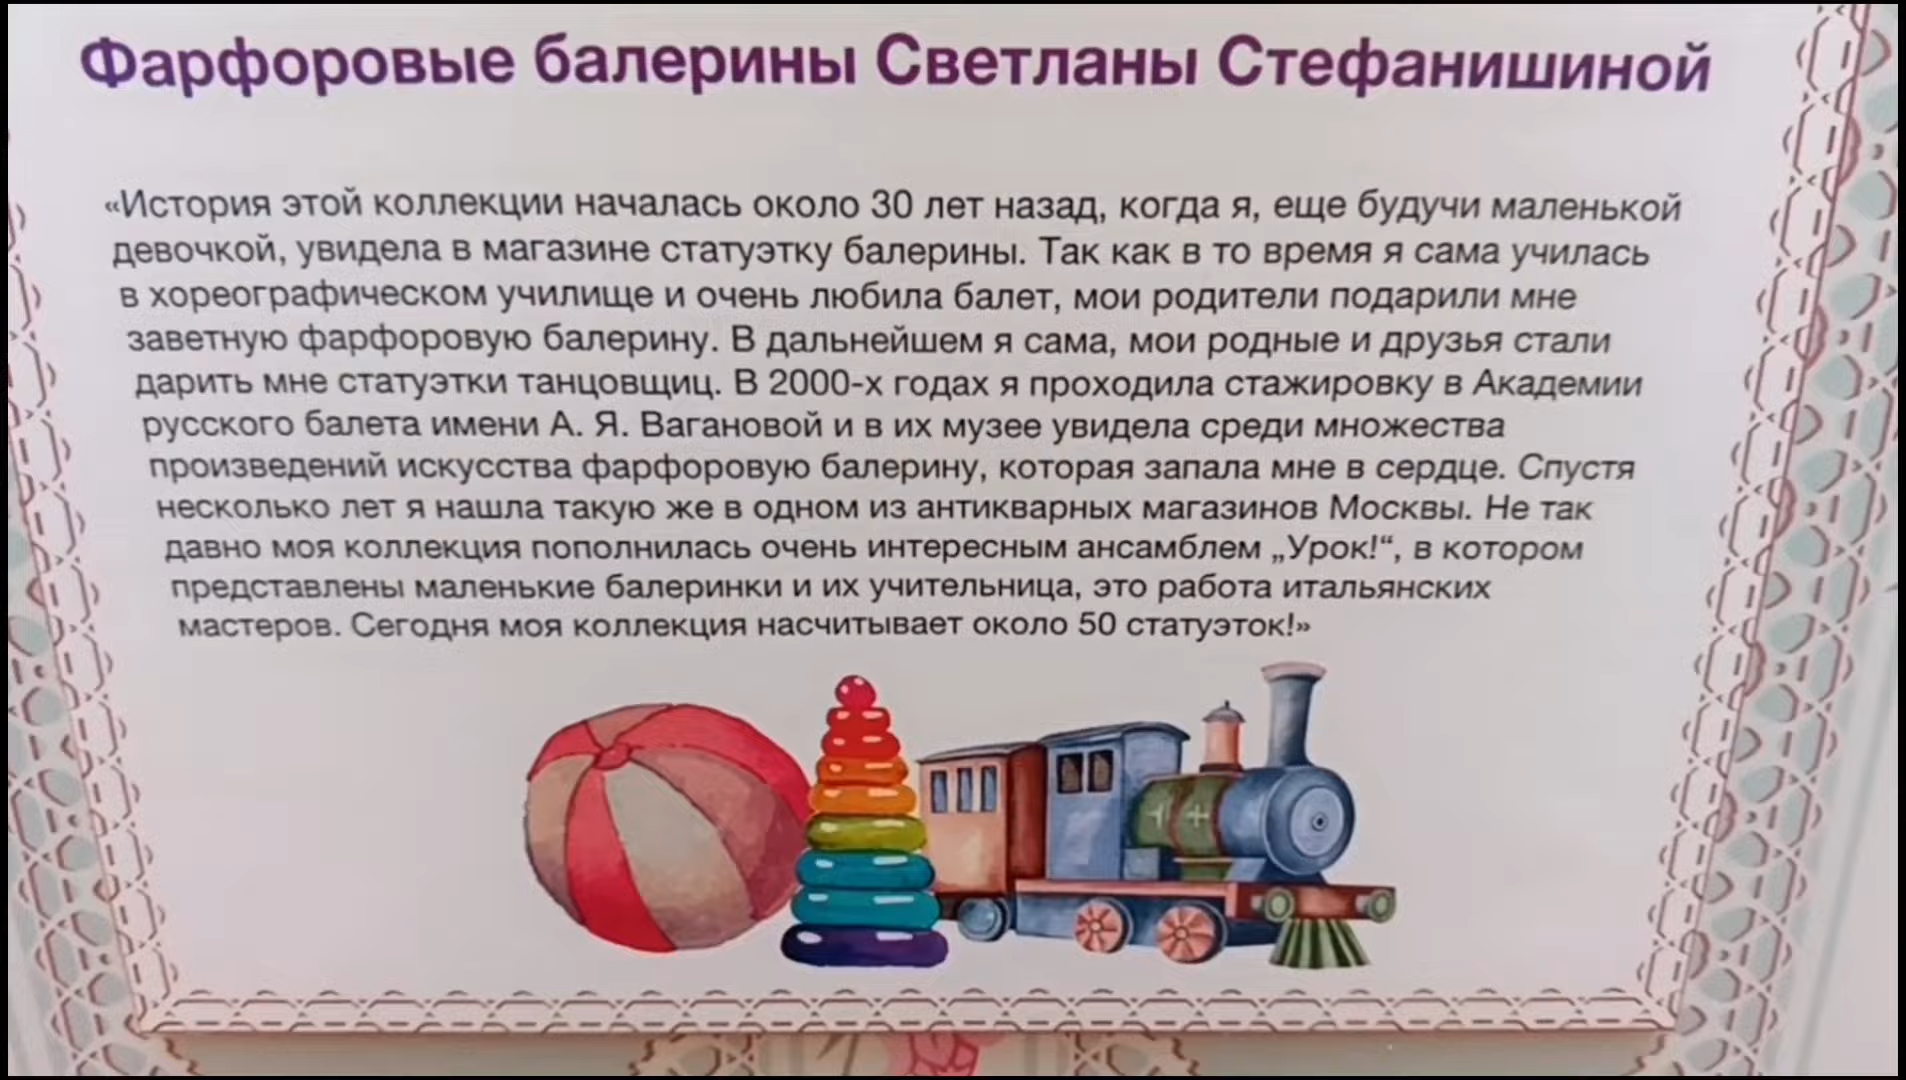 Фарфоровые балерины Светланы Стефанишиной
«История этой коллекции началась около 30 лет назад, когда я, еще будучи маленькой
девочкой, увидела в магазине статуэтку балерины. Так как в то время я сама училась
в хореографическом училище и очень любила балет, мои родители подарили мне
заветную фарфоровую балерину. В дальнейшем я сама, мои родные и друзья стали
дарить мне статуэтки танцовщиц. В 2000-х годах я проходила стажировку в Академии
русского балета имени А. Я. Вагановой и в их музее увидела среди множества
произведений искусства фарфоровую балерину, которая запала мне в сердце. Спустя
несколько лет я нашла такую же в одном из антикварных магазинов Москвы. Не так
давно моя коллекция пополнилась очень интересным ансамблем „Урок!“, в котором
представлены маленькие балеринки и их учительница, это работа итальянских
мастеров. Сегодня моя коллекция насчитывает около 50 статуэток!»